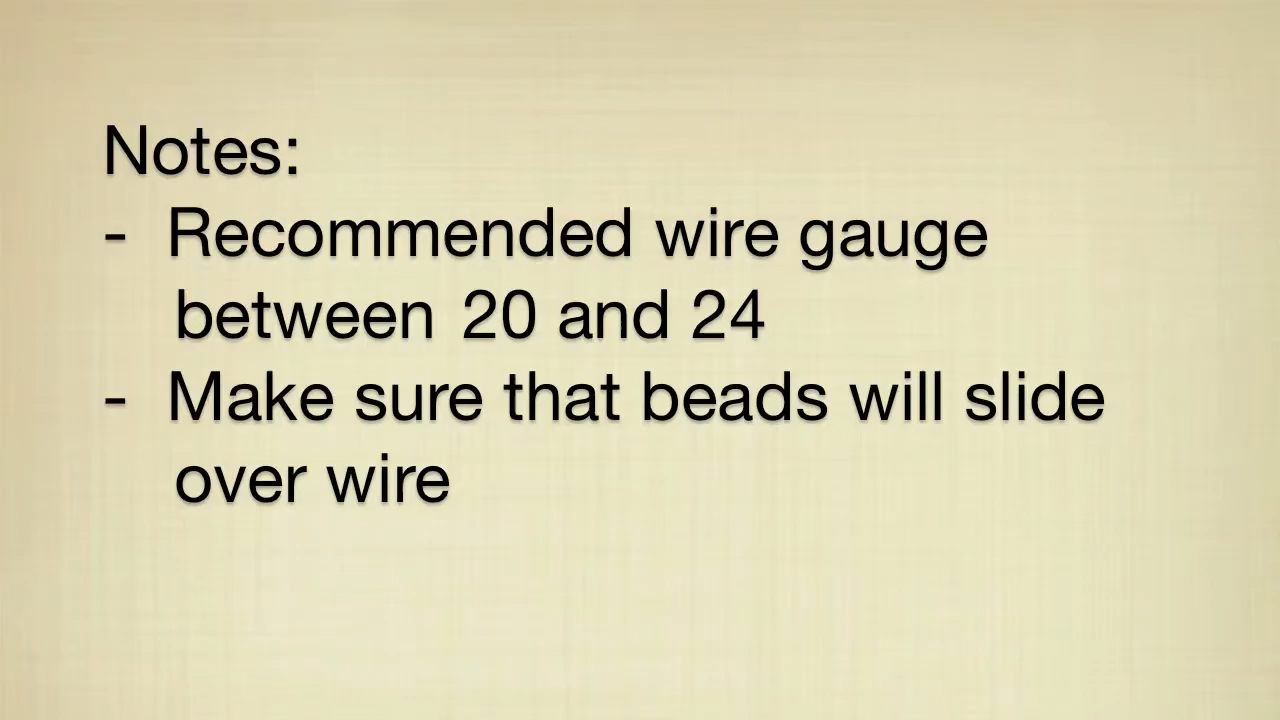 Notes:
- Recommended wire gauge
between 20 and 24
- Make sure that beads will slide
over wire